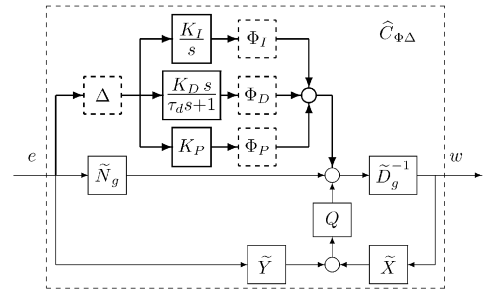 K_I / s
Φ_I
Ĉ_ΦΔ
Δ
K_D s / τ_d s+1
Φ_D
K_P
Φ_P
e
Ñ_g
D̃_g^{-1}
w
Q
Ỹ
X̃